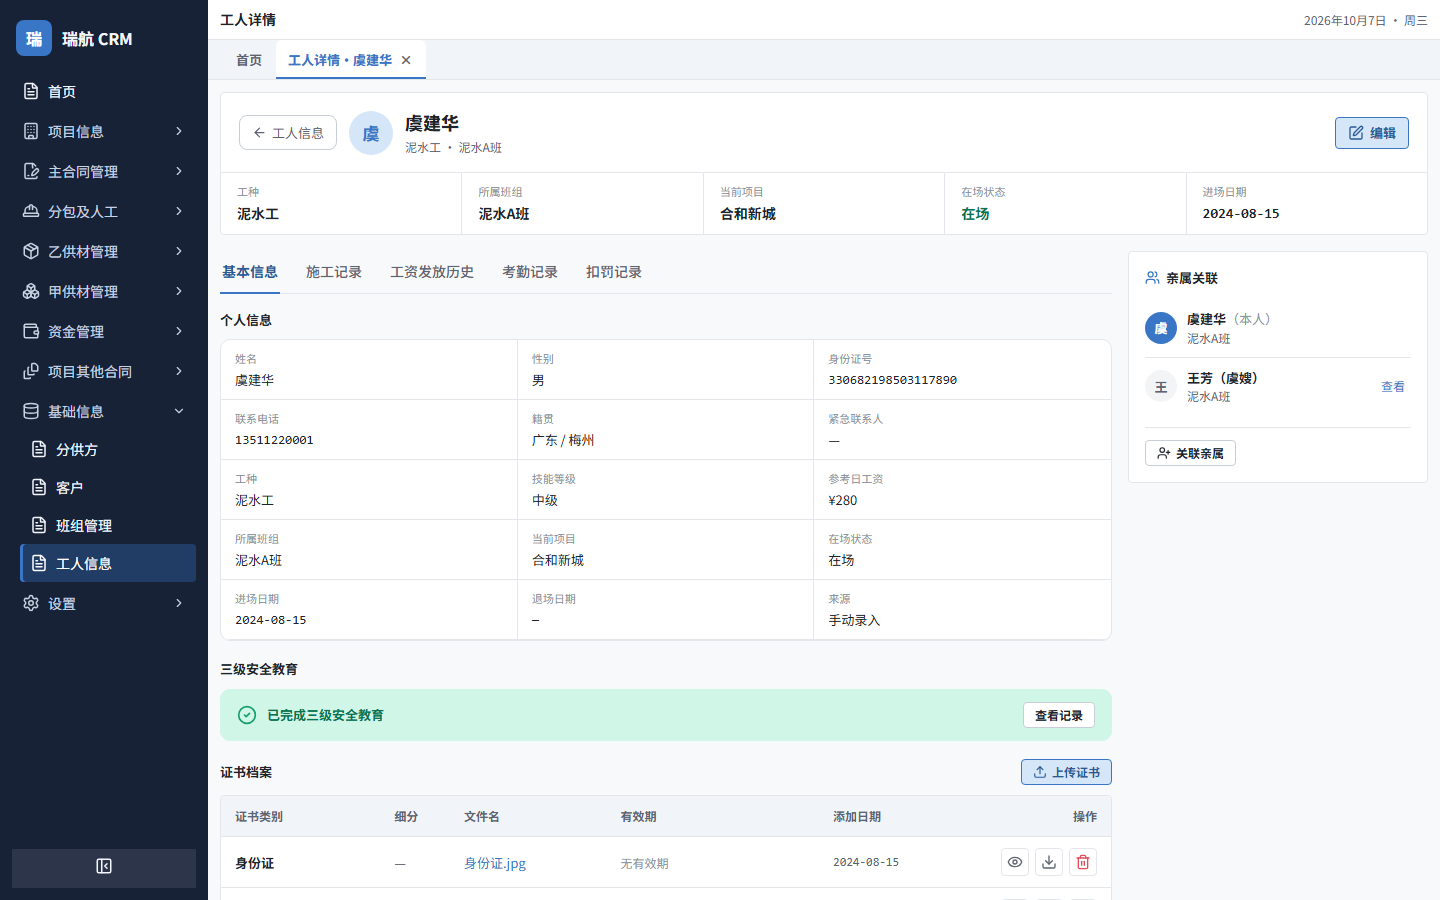 瑞 瑞航 CRM
首页
项目信息
主合同管理
分包及人工
乙供材管理
甲供材管理
资金管理
项目其他合同
基础信息
分供方
客户
班组管理
工人信息
设置
工人详情
2026年10月7日 · 周三
首页
工人详情 · 虞建华
工人信息
虞
虞建华
泥水工 · 泥水A班
编辑
工种
泥水工
所属班组
泥水A班
当前项目
合和新城
在场状态
在场
进场日期
2024-08-15
基本信息 施工记录 工资发放历史 考勤记录 扣罚记录
个人信息
姓名
虞建华
性别
男
身份证号
330682198503117890
联系电话
13511220001
籍贯
广东 / 梅州
紧急联系人
—
工种
泥水工
技能等级
中级
参考日工资
¥280
所属班组
泥水A班
当前项目
合和新城
在场状态
在场
进场日期
2024-08-15
退场日期
—
来源
手动录入
三级安全教育
已完成三级安全教育
查看记录
证书档案
上传证书
证书类别 细分 文件名 有效期 添加日期 操作
身份证 — 身份证.jpg 无有效期 2024-08-15
亲属关联
虞
虞建华（本人）
泥水A班
王
王芳（虞嫂）
泥水A班
查看
关联亲属